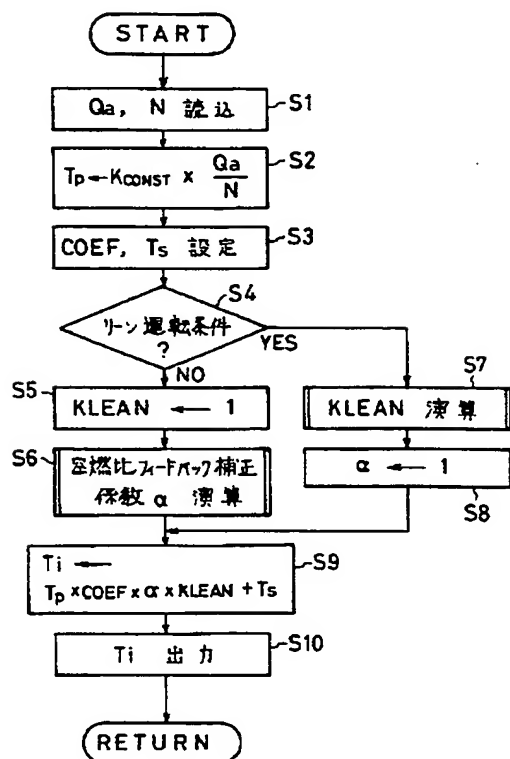 START
Qa, N 読込
S1
Tp←KCONST × Qa/N
S2
COEF, Ts 設定
S3
リーン運転条件
?
S4
YES
NO
S5
KLEAN ← 1
S6
空燃比フィードバック補正
係数 α 演算
S7
KLEAN 演算
α ← 1
S8
Ti ←
Tp×COEF×α×KLEAN+Ts
S9
Ti 出力
S10
RETURN